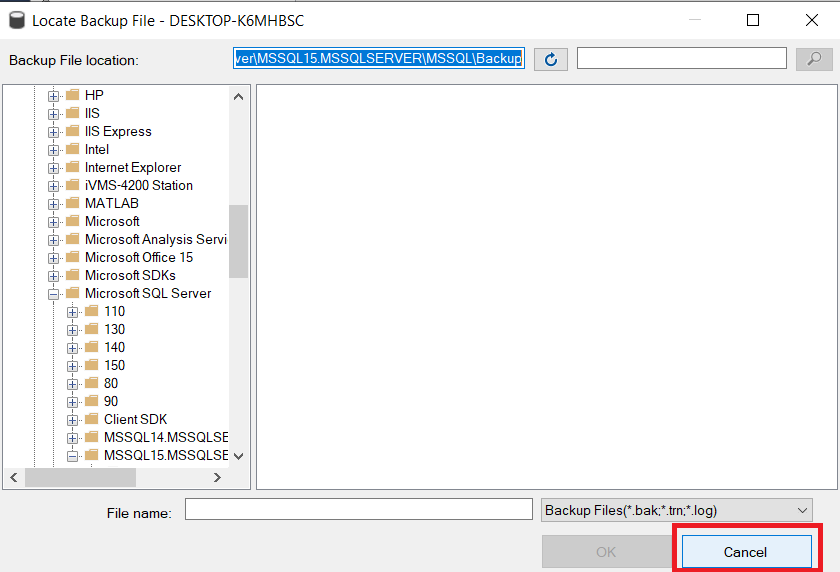 Locate Backup File - DESKTOP-K6MHBSC
Backup File location: ver\MSSQL15.MSSQLSERVER\MSSQL\Backup
HP
IIS
IIS Express
Intel
Internet Explorer
iVMS-4200 Station
MATLAB
Microsoft
Microsoft Analysis Servi
Microsoft Office 15
Microsoft SDKs
Microsoft SQL Server
110
130
140
150
80
90
Client SDK
MSSQL14.MSSQLSE
MSSQL15.MSSQLSE
File name: Backup Files(*.bak;*.trn;*.log)
OK Cancel